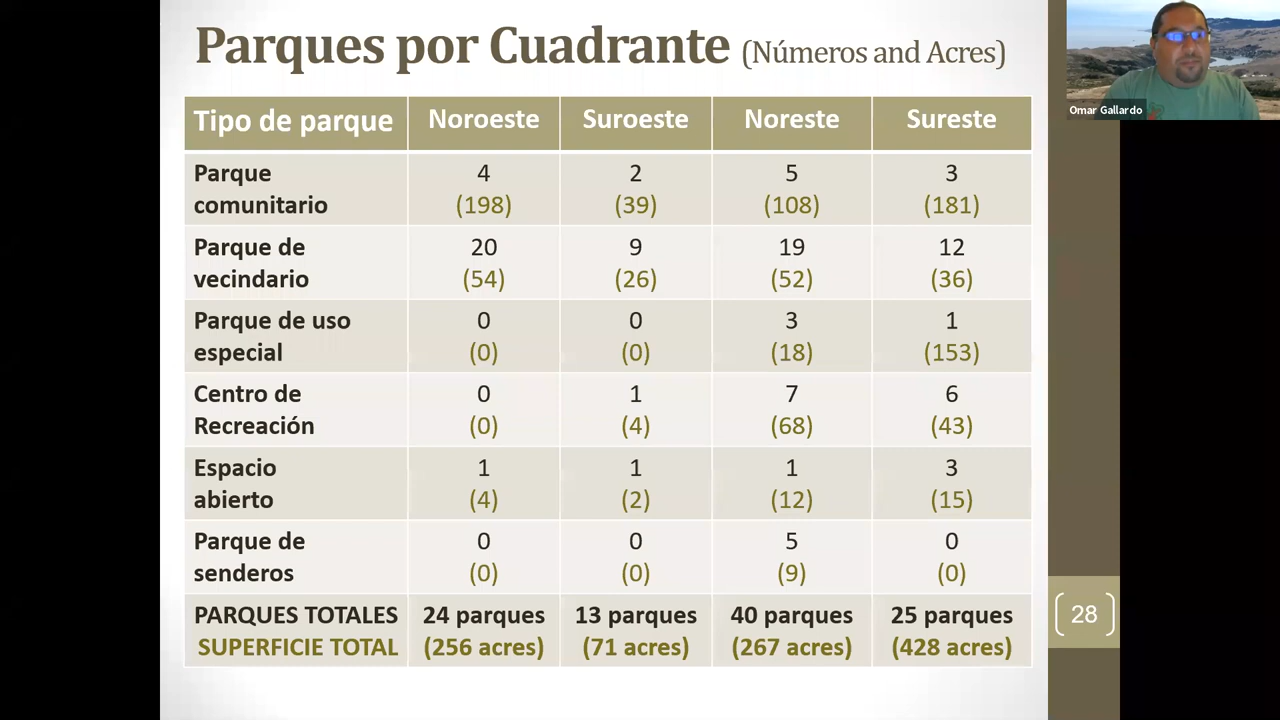 Parques por Cuadrante (Números and Acres)
Omar Gallardo
Tipo de parque Noroeste Suroeste Noreste Sureste
Parque comunitario 4 2 5 3
(198) (39) (108) (181)
Parque de vecindario 20 9 19 12
(54) (26) (52) (36)
Parque de uso especial 0 0 3 1
(0) (0) (18) (153)
Centro de Recreación 0 1 7 6
(0) (4) (68) (43)
Espacio abierto 1 1 1 3
(4) (2) (12) (15)
Parque de senderos 0 0 5 0
(0) (0) (9) (0)
PARQUES TOTALES 24 parques 13 parques 40 parques 25 parques
SUPERFICIE TOTAL (256 acres) (71 acres) (267 acres) (428 acres)
28